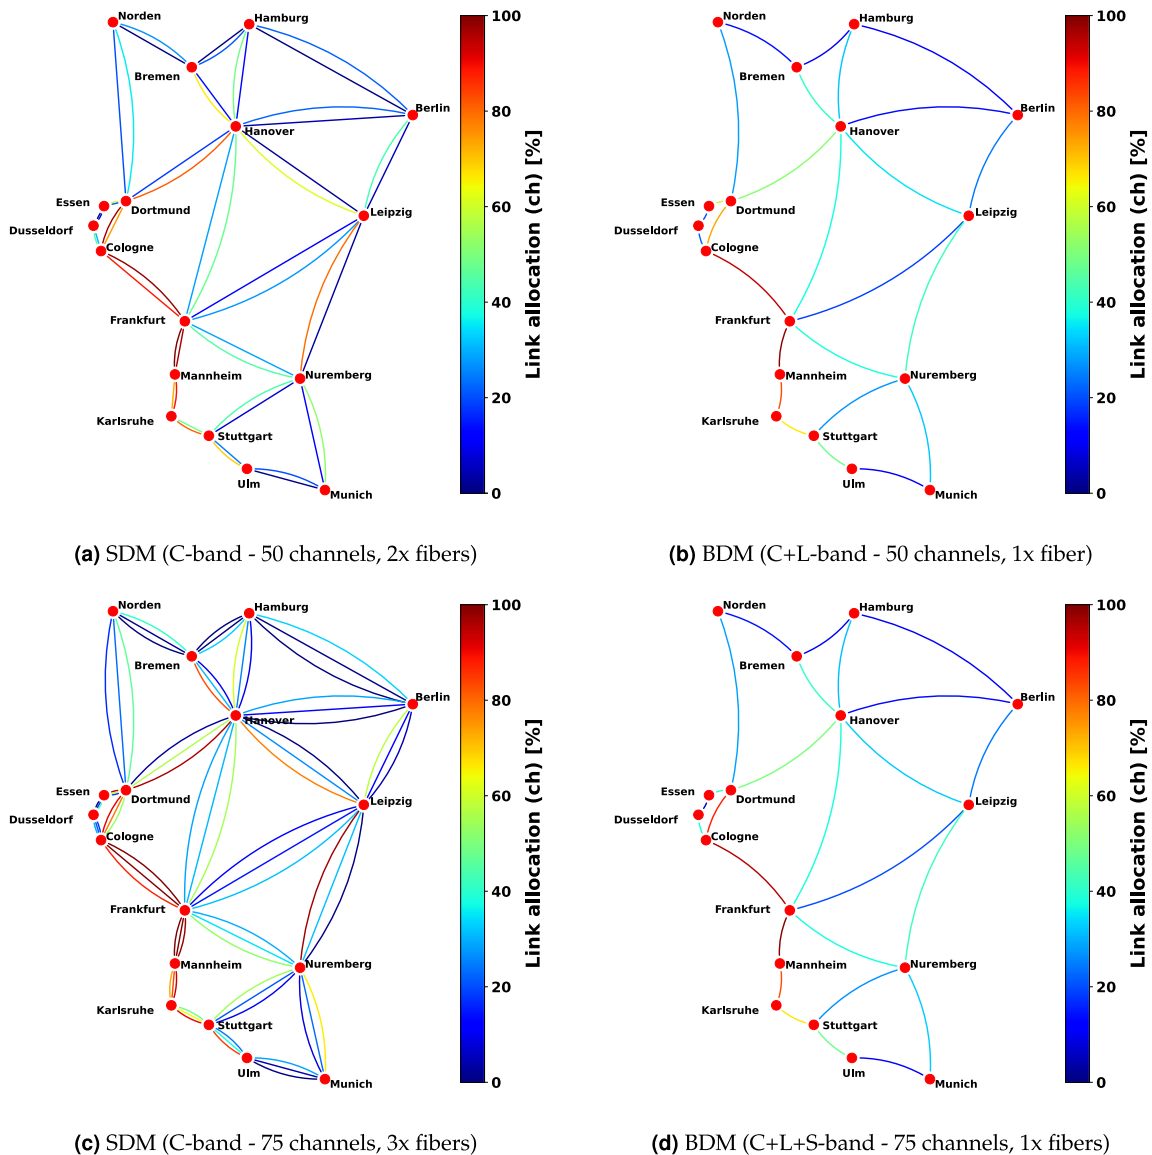 Norden
Hamburg
Bremen
Berlin
Hanover
Essen
Dortmund
Dusseldorf
Leipzig
Cologne
Frankfurt
Mannheim
Nuremberg
Karlsruhe
Stuttgart
Ulm
Munich
100
80
60
40
20
0
Link allocation (ch) [%]
(a) SDM (C-band - 50 channels, 2x fibers)
Norden
Hamburg
Bremen
Berlin
Hanover
Essen
Dortmund
Dusseldorf
Leipzig
Cologne
Frankfurt
Mannheim
Nuremberg
Karlsruhe
Stuttgart
Ulm
Munich
100
80
60
40
20
0
Link allocation (ch) [%]
(b) BDM (C+L-band - 50 channels, 1x fiber)
Norden
Hamburg
Bremen
Berlin
Hanover
Essen
Dortmund
Dusseldorf
Leipzig
Cologne
Frankfurt
Mannheim
Nuremberg
Karlsruhe
Stuttgart
Ulm
Munich
100
80
60
40
20
0
Link allocation (ch) [%]
(c) SDM (C-band - 75 channels, 3x fibers)
Norden
Hamburg
Bremen
Berlin
Hanover
Essen
Dortmund
Dusseldorf
Leipzig
Cologne
Frankfurt
Mannheim
Nuremberg
Karlsruhe
Stuttgart
Ulm
Munich
100
80
60
40
20
0
Link allocation (ch) [%]
(d) BDM (C+L+S-band - 75 channels, 1x fibers)